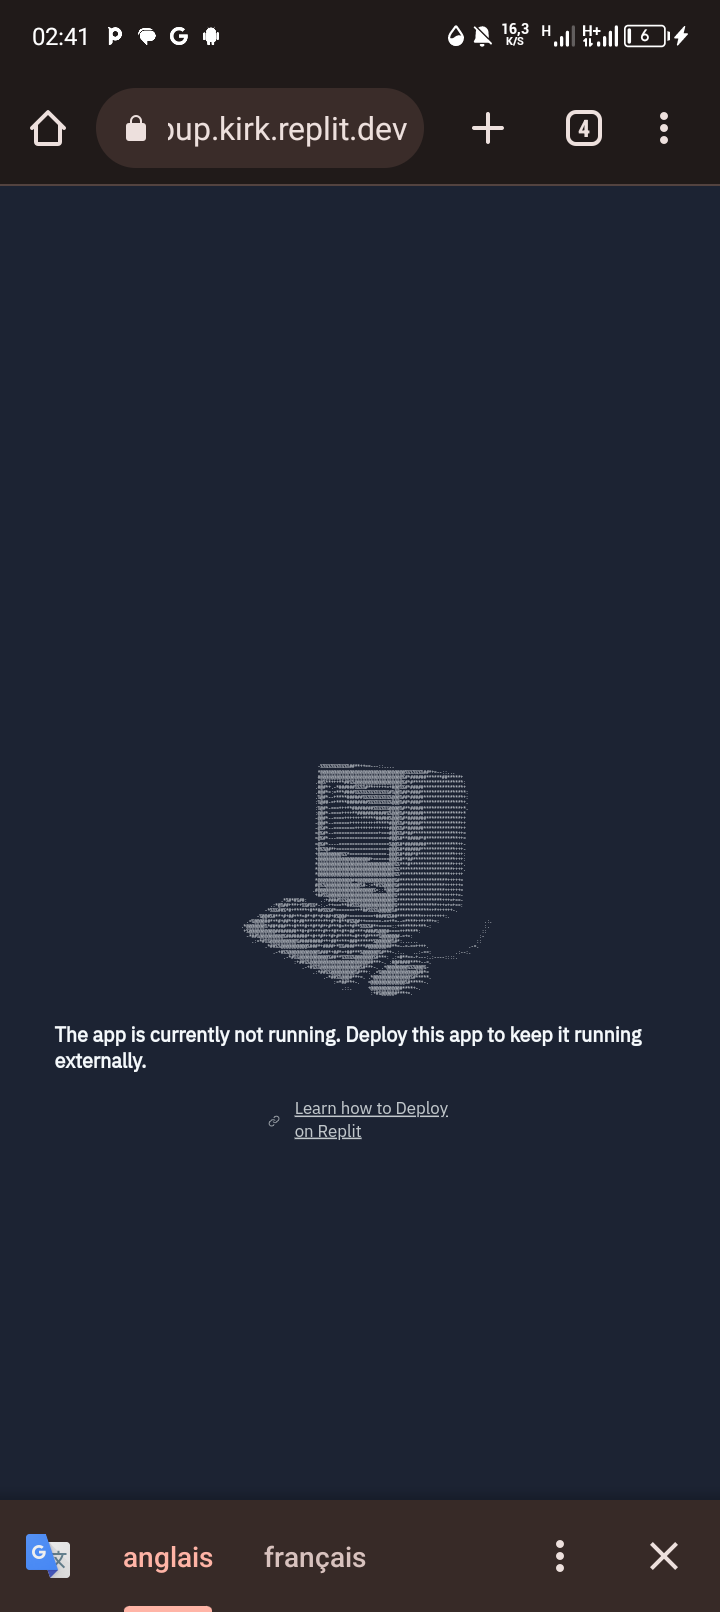 02:41
16,3
K/S
H
H+
6
pup.kirk.replit.dev
4
The app is currently not running. Deploy this app to keep it running
externally.
Learn how to Deploy
on Replit
anglais
français